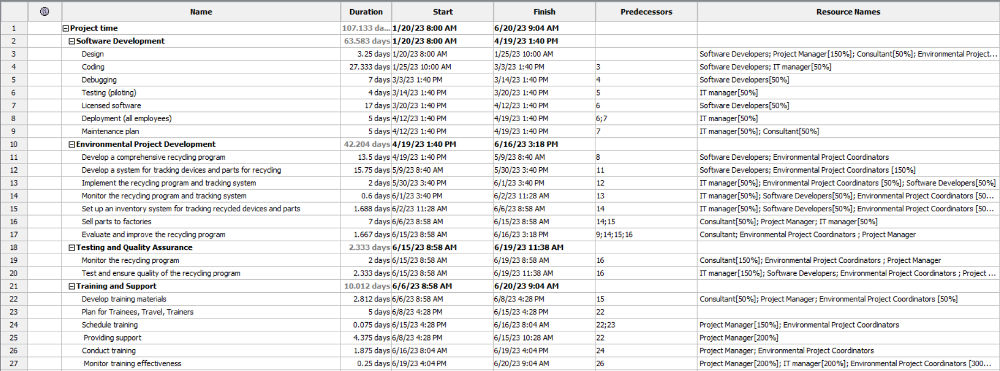 Name Duration Start Finish Predecessors Resource Names
1 Project time 107.133 da... 1/20/23 8:00 AM 6/20/23 9:04 AM
2 Software Development 63.583 days 1/20/23 8:00 AM 4/19/23 1:40 PM
3 Design 3.25 days 1/20/23 8:00 AM 1/25/23 10:00 AM Software Developers; Project Manager[150%]; Consultant[50%]; Environmental Project...
4 Coding 27.333 days 1/25/23 10:00 AM 3/3/23 1:40 PM 3 Software Developers; IT manager[50%]
5 Debugging 7 days 3/3/23 1:40 PM 3/14/23 1:40 PM 4 Software Developers[50%]
6 Testing (piloting) 4 days 3/14/23 1:40 PM 3/20/23 1:40 PM 5 IT manager[50%]
7 Licensed software 17 days 3/20/23 1:40 PM 4/12/23 1:40 PM 6 Software Developers[50%]
8 Deployment (all employees) 5 days 4/12/23 1:40 PM 4/19/23 1:40 PM 6;7 IT manager[50%]
9 Maintenance plan 5 days 4/12/23 1:40 PM 4/19/23 1:40 PM 7 IT manager[50%]; Consultant[50%]
10 Environmental Project Development 42.204 days 4/19/23 1:40 PM 6/16/23 3:18 PM
11 Develop a comprehensive recycling program 13.5 days 4/19/23 1:40 PM 5/9/23 8:40 AM 8 Software Developers; Environmental Project Coordinators
12 Develop a system for tracking devices and parts for recycling 15.75 days 5/9/23 8:40 AM 5/30/23 3:40 PM 11 Software Developers; Environmental Project Coordinators [150%]
13 Implement the recycling program and tracking system 2 days 5/30/23 3:40 PM 6/1/23 3:40 PM 12 IT manager[50%]; Environmental Project Coordinators [50%]; Software Developers[50%]
14 Monitor the recycling program and tracking system 0.6 days 6/1/23 3:40 PM 6/2/23 11:28 AM 13 IT manager[50%]; Software Developers[50%]; Environmental Project Coordinators [50...
15 Set up an inventory system for tracking recycled devices and parts 1.688 days 6/2/23 11:28 AM 6/6/23 8:58 AM 14 IT manager[50%]; Software Developers[50%]; Environmental Project Coordinators [50...
16 Sell parts to factories 7 days 6/6/23 8:58 AM 6/15/23 8:58 AM 14;15 Consultant[50%]; Project Manager; IT manager[50%]
17 Evaluate and improve the recycling program 1.667 days 6/15/23 8:58 AM 6/16/23 3:18 PM 9;14;15;16 Consultant; Environmental Project Coordinators ; Project Manager
18 Testing and Quality Assurance 2.333 days 6/15/23 8:58 AM 6/19/23 11:38 AM
19 Monitor the recycling program 2 days 6/15/23 8:58 AM 6/19/23 8:58 AM 16 Consultant[150%]; Environmental Project Coordinators ; Project Manager
20 Test and ensure quality of the recycling program 2.333 days 6/15/23 8:58 AM 6/19/23 11:38 AM 16 IT manager[150%]; Software Developers; Environmental Project Coordinators ; Project ...
21 Training and Support 10.012 days 6/6/23 8:58 AM 6/20/23 9:04 AM
22 Develop training materials 2.812 days 6/6/23 8:58 AM 6/8/23 4:28 PM 15 Consultant[50%]; Project Manager; Environmental Project Coordinators [50%]
23 Plan for Trainees, Travel, Trainers 5 days 6/8/23 4:28 PM 6/15/23 4:28 PM 22
24 Schedule training 0.075 days 6/15/23 4:28 PM 6/16/23 8:04 AM 22;23 Project Manager[150%]; Environmental Project Coordinators
25 Providing support 4.375 days 6/8/23 4:28 PM 6/15/23 10:28 AM 22 Project Manager[200%]
26 Conduct training 1.875 days 6/16/23 8:04 AM 6/19/23 4:04 PM 24 Project Manager; Environmental Project Coordinators
27 Monitor training effectiveness 0.25 days 6/19/23 4:04 PM 6/20/23 9:04 AM 26 Project Manager[200%]; IT manager[200%]; Environmental Project Coordinators [300...